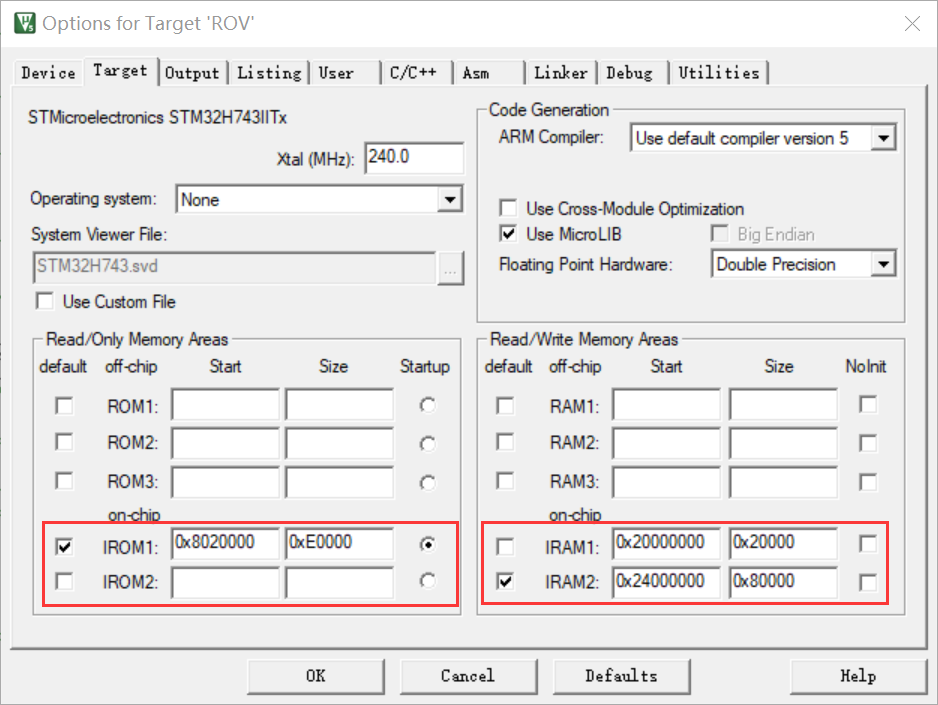 Options for Target 'ROV'
Device Target Output Listing User C/C++ Asm Linker Debug Utilities
STMicroelectronics STM32H743IITx
Xtal (MHz): 240.0
Operating system: None
System Viewer File:
STM32H743.svd ...
Use Custom File
Code Generation
ARM Compiler: Use default compiler version 5
Use Cross-Module Optimization
Use MicroLIB Big Endian
Floating Point Hardware: Double Precision
Read/Only Memory Areas
default off-chip Start Size Startup
ROM1:
ROM2:
ROM3:
on-chip
IROM1: 0x8020000 0xE0000
IROM2:
Read/Write Memory Areas
default off-chip Start Size NoInit
RAM1:
RAM2:
RAM3:
on-chip
IRAM1: 0x20000000 0x20000
IRAM2: 0x24000000 0x80000
OK Cancel Defaults Help